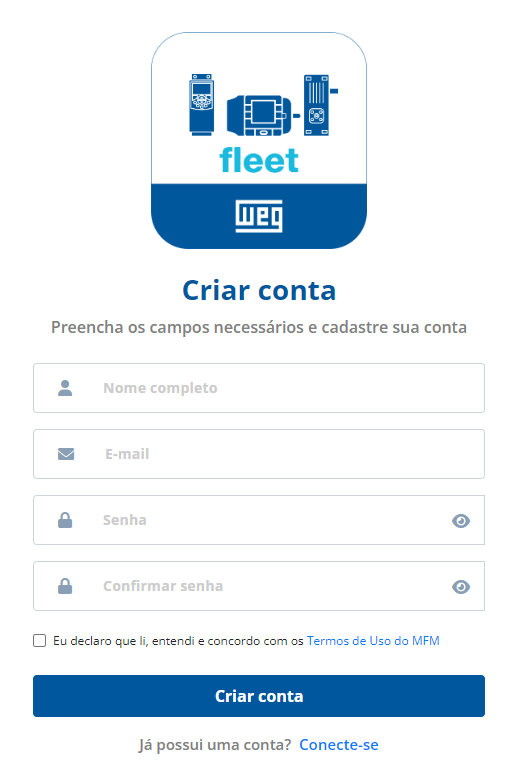 fleet
WEG
Criar conta
Preencha os campos necessários e cadastre sua conta
Nome completo
E-mail
Senha
Confirmar senha
Eu declaro que li, entendi e concordo com os Termos de Uso do MFM
Criar conta
Já possui uma conta? Conecte-se